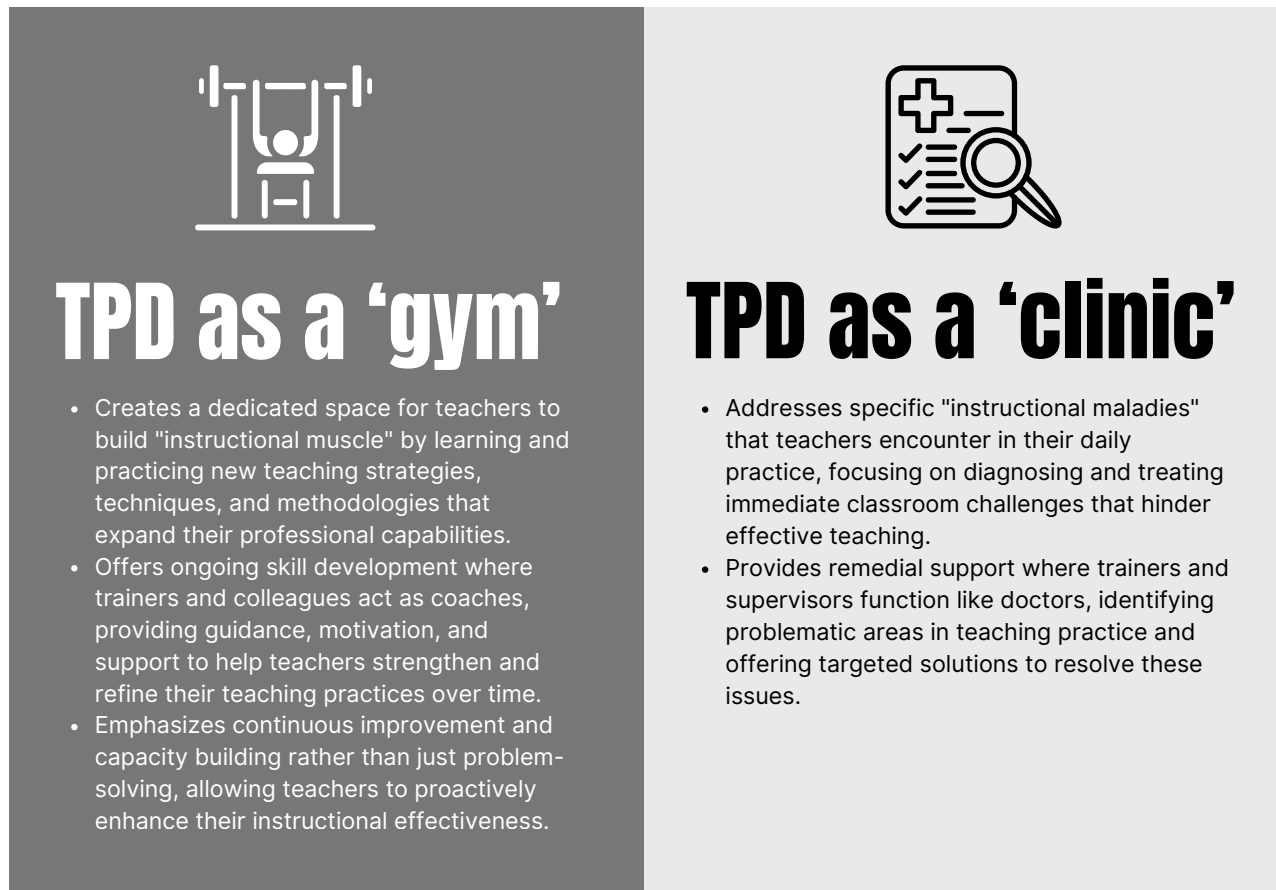 TPD as a ‘gym’
• Creates a dedicated space for teachers to
build "instructional muscle" by learning and
practicing new teaching strategies,
techniques, and methodologies that
expand their professional capabilities.
• Offers ongoing skill development where
trainers and colleagues act as coaches,
providing guidance, motivation, and
support to help teachers strengthen and
refine their teaching practices over time.
• Emphasizes continuous improvement and
capacity building rather than just problem-
solving, allowing teachers to proactively
enhance their instructional effectiveness.
TPD as a ‘clinic’
• Addresses specific "instructional maladies"
that teachers encounter in their daily
practice, focusing on diagnosing and treating
immediate classroom challenges that hinder
effective teaching.
• Provides remedial support where trainers and
supervisors function like doctors, identifying
problematic areas in teaching practice and
offering targeted solutions to resolve these
issues.